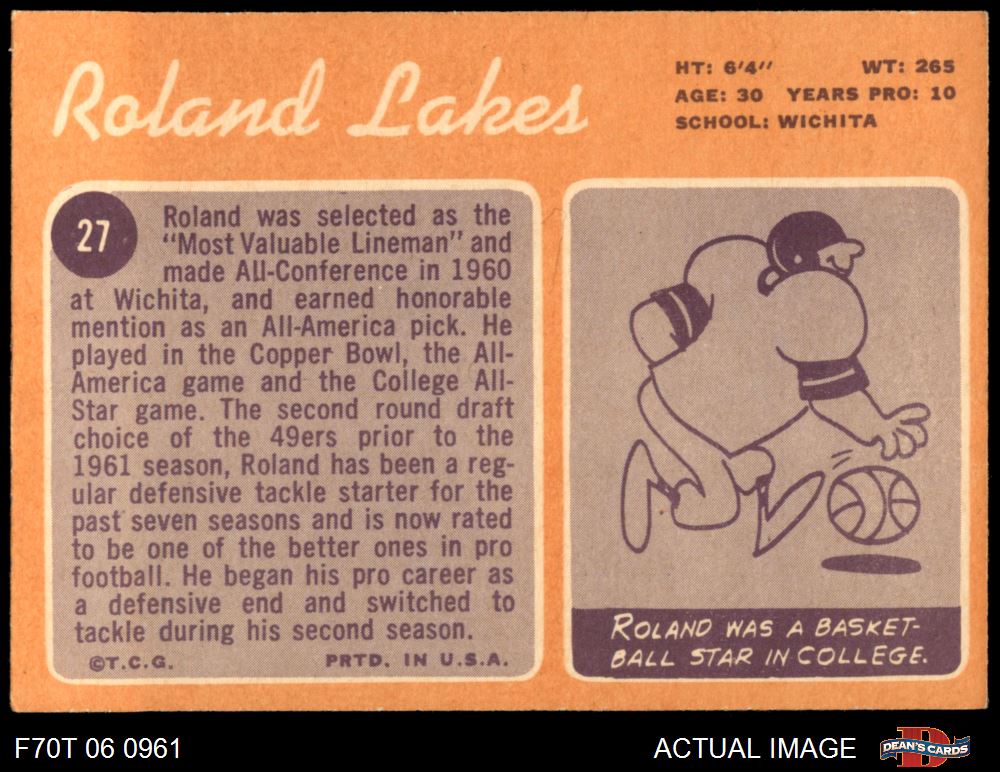 Roland Lakes
HT: 6'4" WT: 265
AGE: 30 YEARS PRO: 10
SCHOOL: WICHITA
27
Roland was selected as the
"Most Valuable Lineman" and
made All-Conference in 1960
at Wichita, and earned honorable
mention as an All-America pick. He
played in the Copper Bowl, the All-
America game and the College All-
Star game. The second round draft
choice of the 49ers prior to the
1961 season, Roland has been a reg-
ular defensive tackle starter for the
past seven seasons and is now rated
to be one of the better ones in pro
football. He began his pro career as
a defensive end and switched to
tackle during his second season.
©T.C.G. PRTD. IN U.S.A.
ROLAND WAS A BASKET-
BALL STAR IN COLLEGE.
F70T 06 0961
ACTUAL IMAGE
D
DEAN'S CARDS